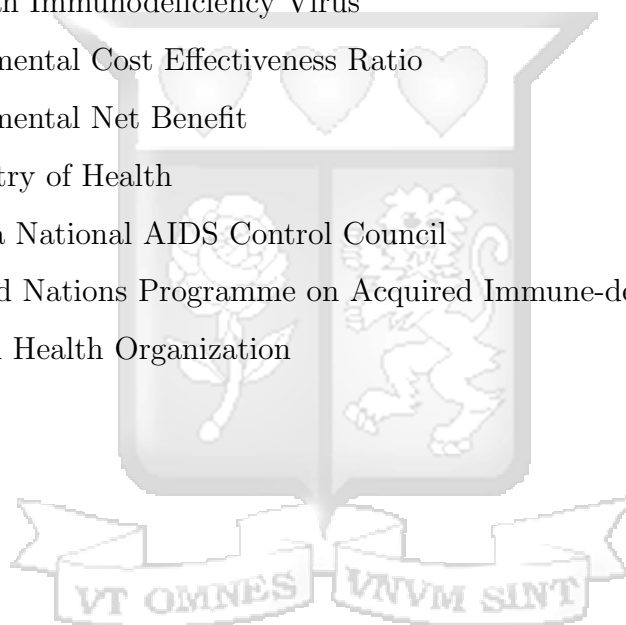 Immunodeficiency Virus
mental Cost Effectiveness Ratio
mental Net Benefit
try of Health
National AIDS Control Council
d Nations Programme on Acquired Immune-de
Health Organization
VT OMNES VNVM SINT